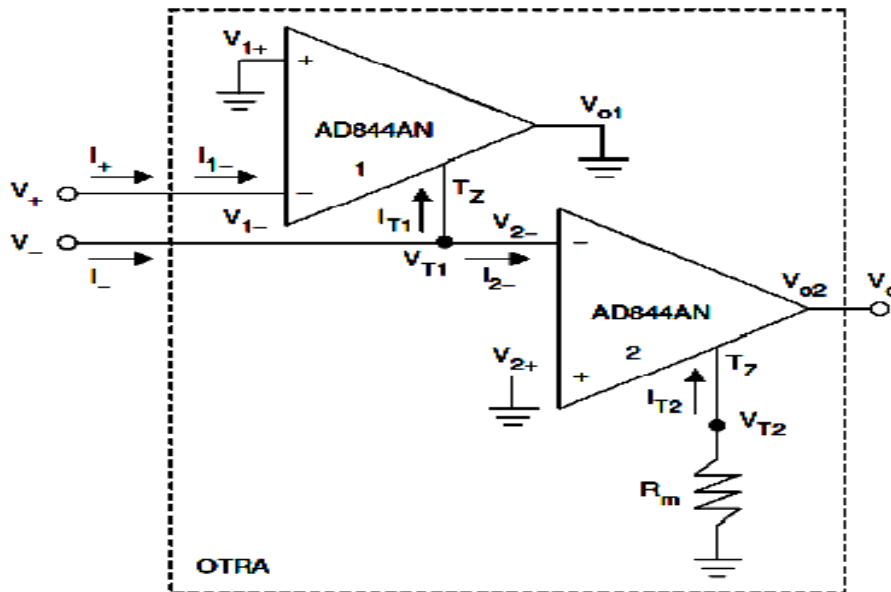 V1+
+
AD844AN
1
Vo1
I+
I1–
V+
–
TZ
IT1
V1–
V2–
V–
I–
VT1
I2–
–
Vo2
Vo
AD844AN
2
V2+
+
T7
IT2
VT2
Rm
OTRA